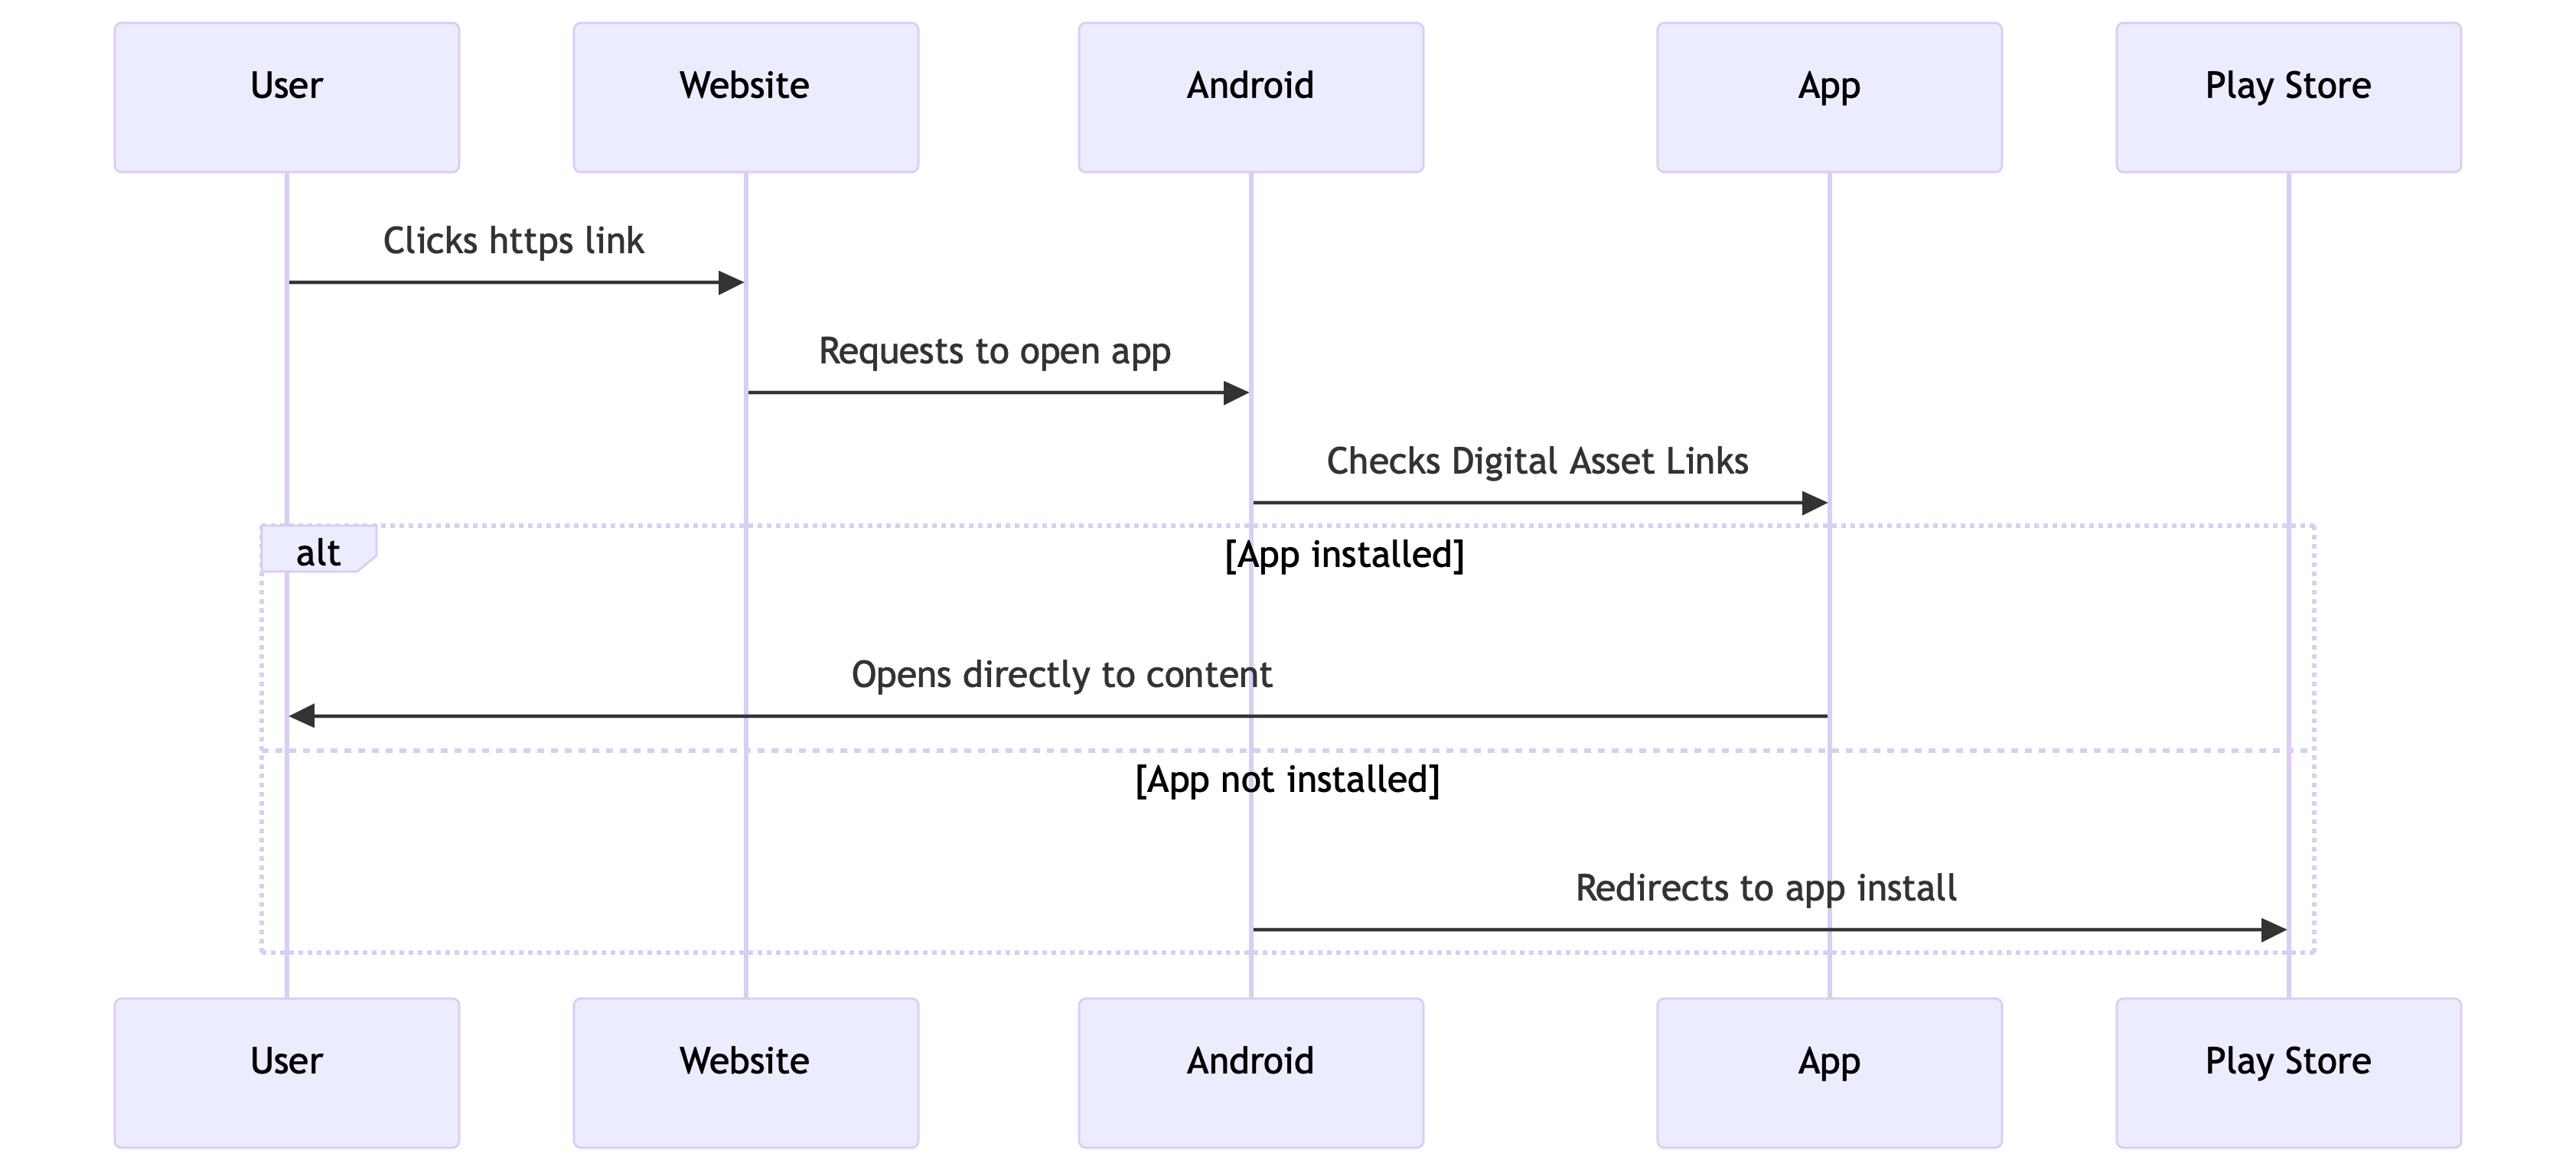 User
Website
Android
App
Play Store
Clicks https link
Requests to open app
Checks Digital Asset Links
alt
[App installed]
Opens directly to content
[App not installed]
Redirects to app install
User
Website
Android
App
Play Store